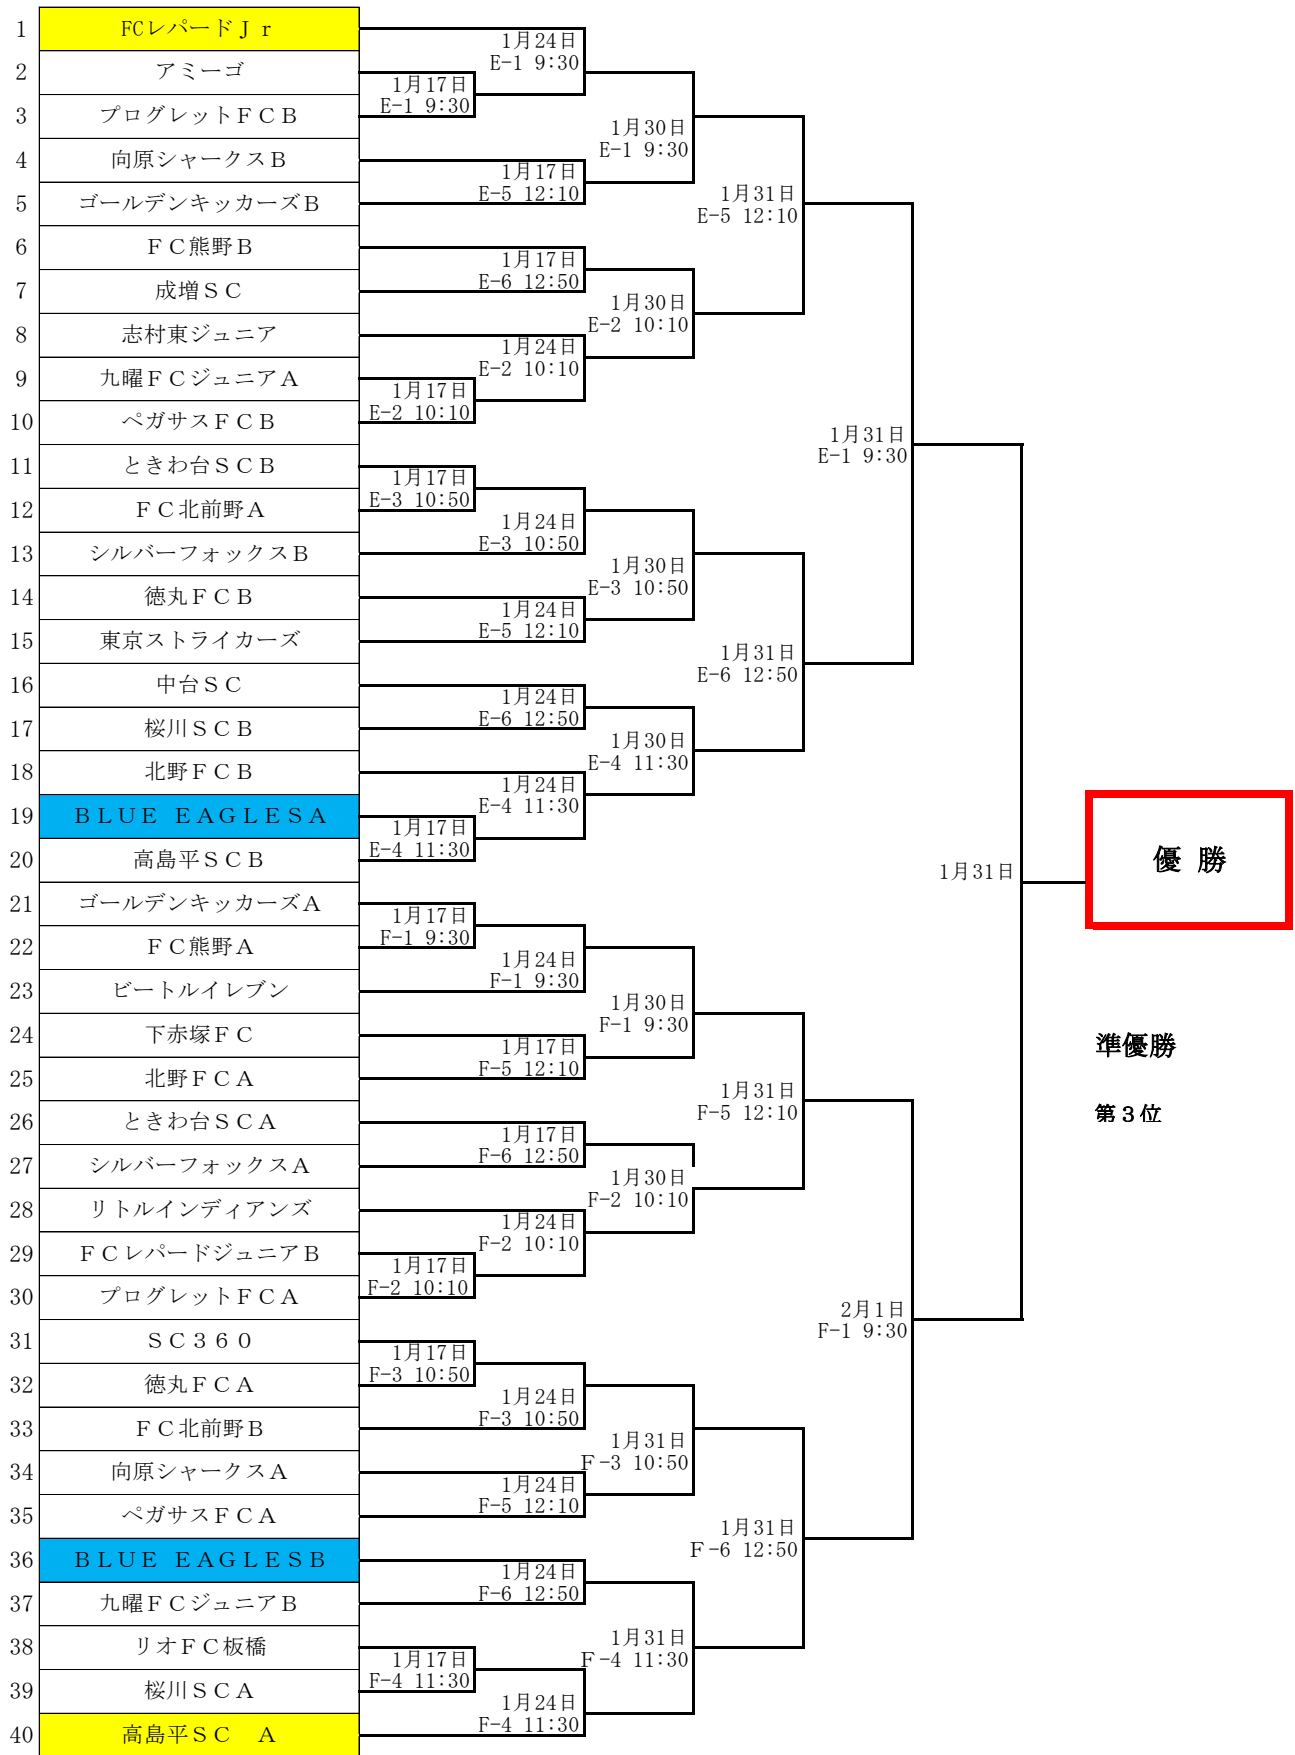 1 FCレパードＪｒ
2 アミーゴ
3 プログレットＦＣＢ
4 向原シャークスＢ
5 ゴールデンキッカーズＢ
6 ＦＣ熊野Ｂ
7 成増ＳＣ
8 志村東ジュニア
9 九曜ＦＣジュニアＡ
10 ペガサスＦＣＢ
11 ときわ台ＳＣＢ
12 ＦＣ北前野Ａ
13 シルバーフォックスＢ
14 徳丸ＦＣＢ
15 東京ストライカーズ
16 中台ＳＣ
17 桜川ＳＣＢ
18 北野ＦＣＢ
19 ＢＬＵＥ ＥＡＧＬＥＳＡ
20 高島平ＳＣＢ
21 ゴールデンキッカーズＡ
22 ＦＣ熊野Ａ
23 ビートルイレブン
24 下赤塚ＦＣ
25 北野ＦＣＡ
26 ときわ台ＳＣＡ
27 シルバーフォックスＡ
28 リトルインディアンズ
29 ＦＣレパードジュニアＢ
30 プログレットＦＣＡ
31 ＳＣ３６０
32 徳丸ＦＣＡ
33 ＦＣ北前野Ｂ
34 向原シャークスＡ
35 ペガサスＦＣＡ
36 ＢＬＵＥ ＥＡＧＬＥＳＢ
37 九曜ＦＣジュニアＢ
38 リオＦＣ板橋
39 桜川ＳＣＡ
40 高島平ＳＣ　Ａ
1月17日
E-1 9:30
1月17日
E-2 10:10
1月17日
E-3 10:50
1月17日
E-4 11:30
1月17日
F-1 9:30
1月17日
F-2 10:10
1月17日
F-3 10:50
1月17日
F-4 11:30
1月24日
E-1 9:30
1月17日
E-5 12:10
1月17日
E-6 12:50
1月24日
E-2 10:10
1月24日
E-3 10:50
1月24日
E-5 12:10
1月24日
E-6 12:50
1月24日
E-4 11:30
1月24日
F-1 9:30
1月17日
F-5 12:10
1月17日
F-6 12:50
1月24日
F-2 10:10
1月24日
F-3 10:50
1月24日
F-5 12:10
1月24日
F-6 12:50
1月24日
F-4 11:30
1月30日
E-1 9:30
1月30日
E-2 10:10
1月30日
E-3 10:50
1月30日
E-4 11:30
1月30日
F-1 9:30
1月30日
F-2 10:10
1月31日
Ｆ-3 10:50
1月31日
Ｆ-4 11:30
1月31日
E-5 12:10
1月31日
E-6 12:50
1月31日
F-5 12:10
1月31日
Ｆ-6 12:50
1月31日
E-1 9:30
2月1日
F-1 9:30
1月31日
優 勝
準優勝
第３位